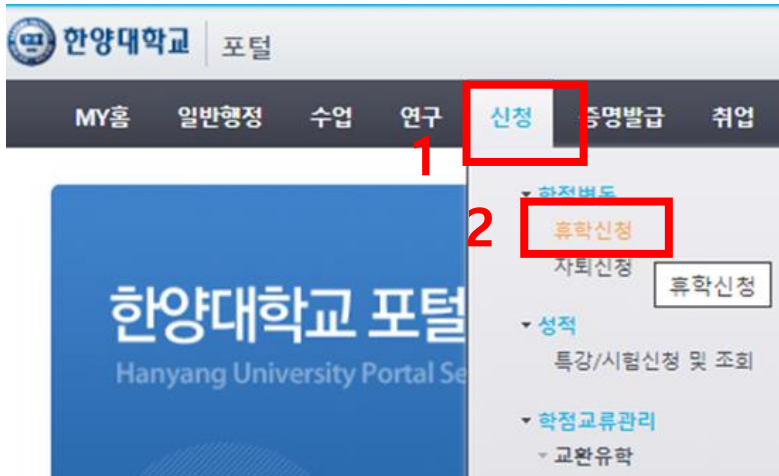 한양대학교 포털
MY홈 일반행정 수업 연구 신청 증명발급 취업
1
학적변동
2 휴학신청
자퇴신청
휴학신청
한양대학교 포털
Hanyang University Portal Se
성적
특강/시험신청 및 조회
학점교류관리
교환유학